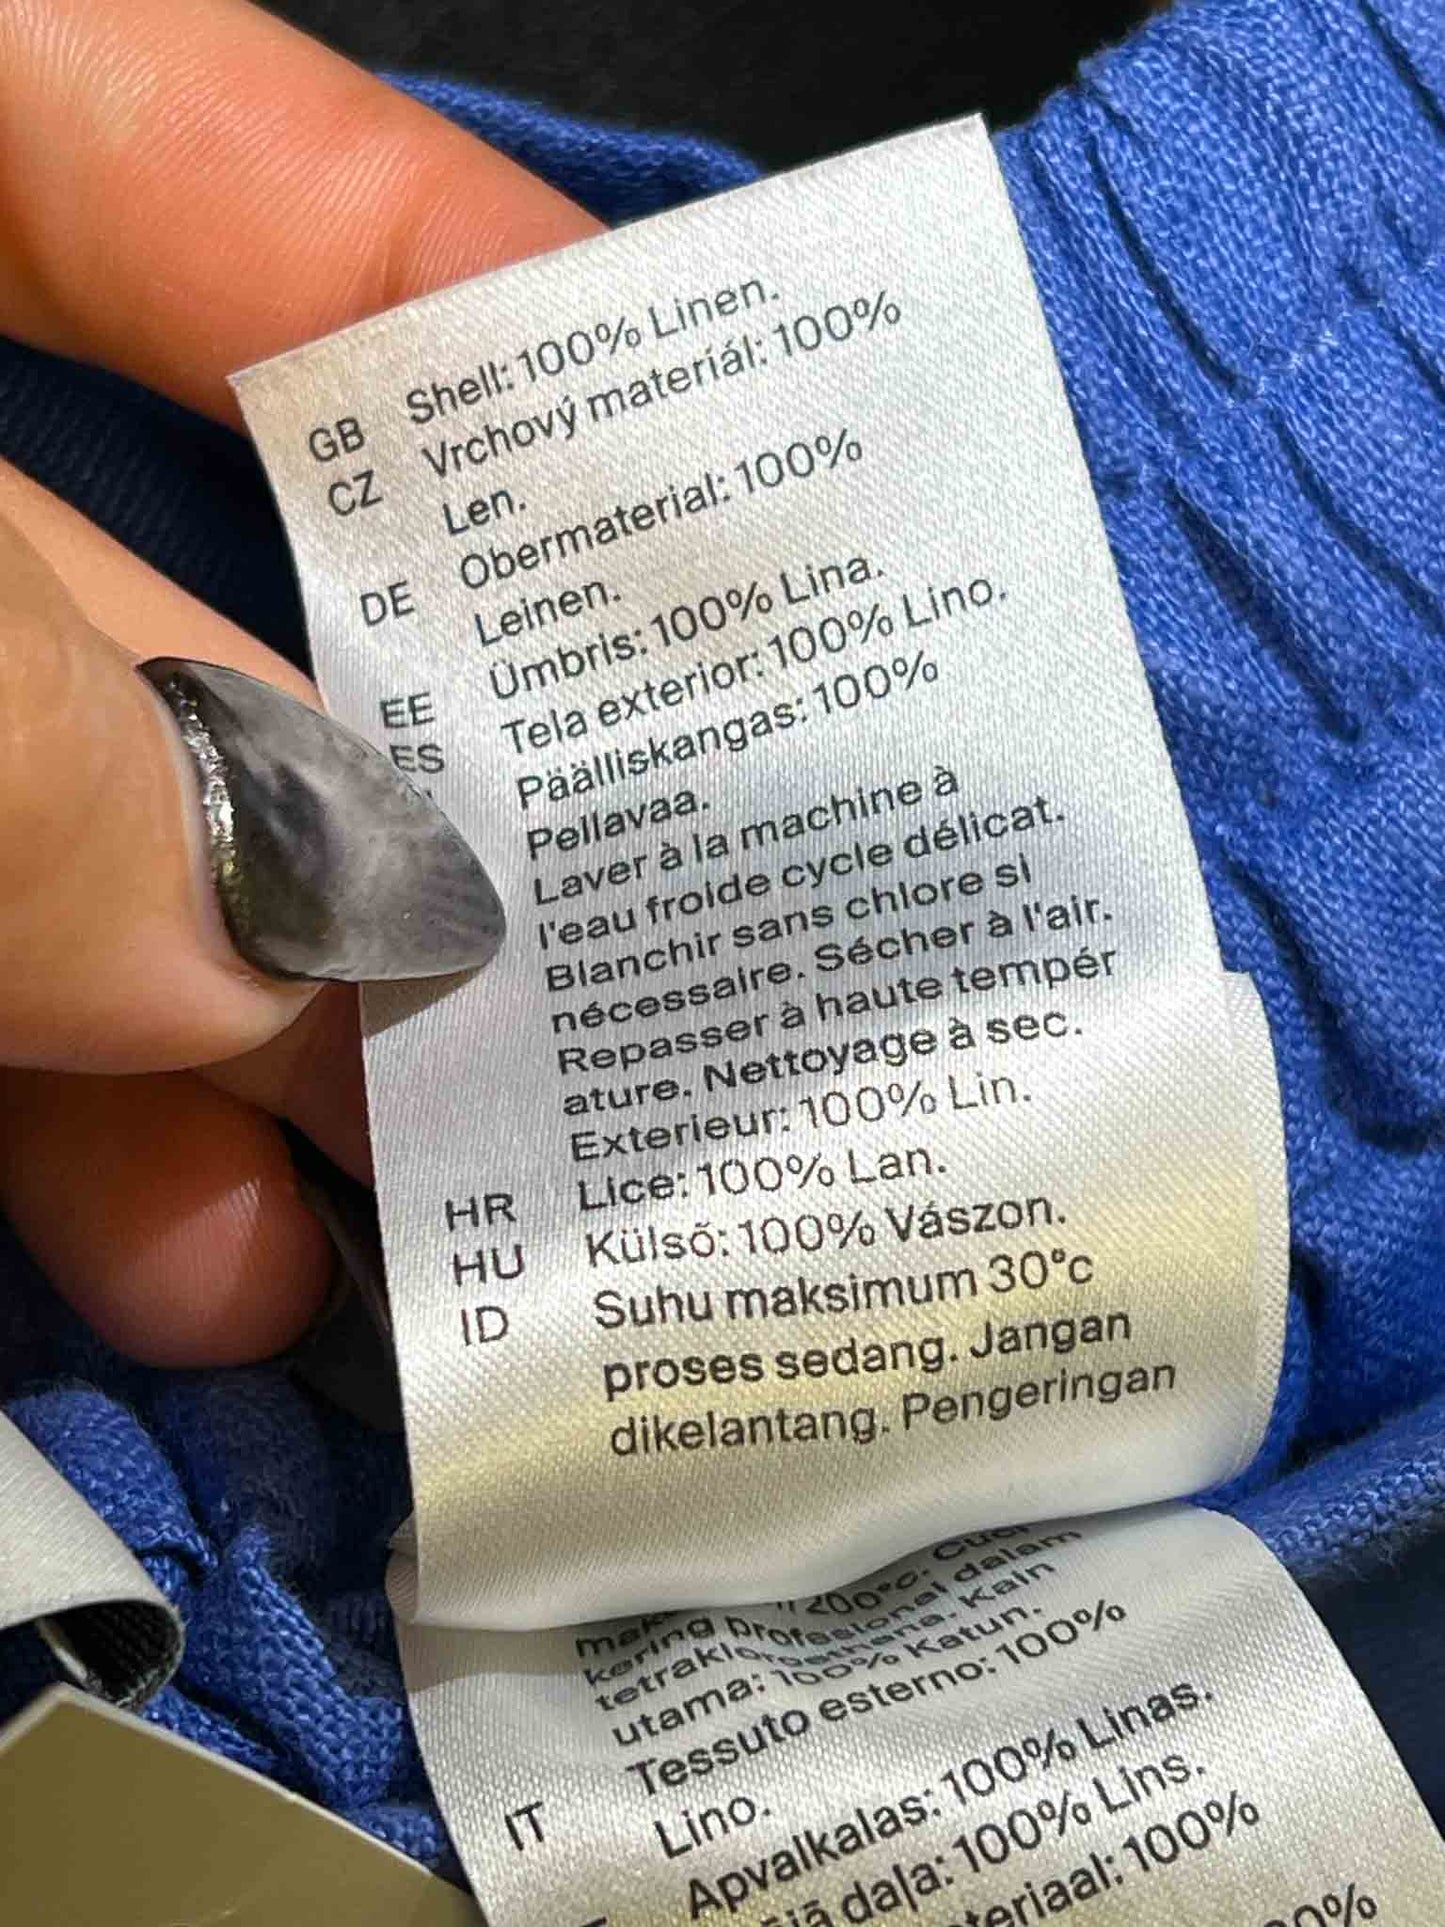 GB Shell: 100% Linen.
CZ Vrchový materiál: 100%
Len.
DE Obermaterial: 100%
Leinen.
EE Ümbris: 100% Lina.
ES Tela exterior: 100% Lino.
Päälliskangas: 100%
Pellavaa.
Laver à la machine à
l'eau froide cycle délicat.
Blanchir sans chlore si
nécessaire. Sécher à l'air.
Repasser à haute tempér
ature. Nettoyage à sec.
Exterieur: 100% Lin.
HR Lice: 100% Lan.
HU Külső: 100% Vászon.
ID Suhu maksimum 30°c
proses sedang. Jangan
dikelantang. Pengeringan
200°c. Cuci
kering profesional dalam
Kain
utama: 100% Katun.
IT Tessuto esterno: 100%
Lino.
Apvalkalas: 100% Linas.
daļa: 100% Lins.
100%